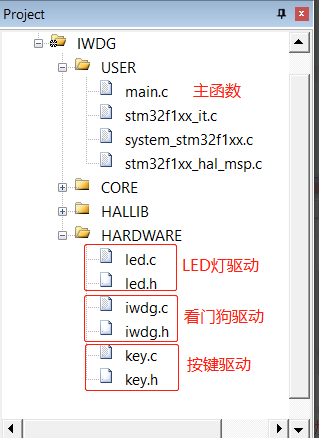 Project
IWDG
USER
main.c 主函数
stm32f1xx_it.c
system_stm32f1xx.c
stm32f1xx_hal_msp.c
CORE
HALLIB
HARDWARE
led.c
LED灯驱动
led.h
iwdg.c
看门狗驱动
iwdg.h
key.c
按键驱动
key.h